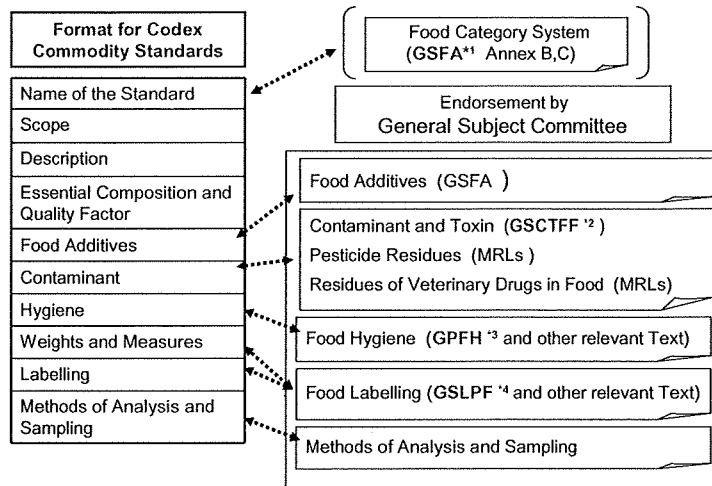 Format for Codex
Commodity Standards
Name of the Standard
Scope
Description
Essential Composition and
Quality Factor
Food Additives
Contaminant
Hygiene
Weights and Measures
Labelling
Methods of Analysis and
Sampling
Food Category System
(GSFA*1 Annex B,C)
Endorsement by
General Subject Committee
Food Additives (GSFA )
Contaminant and Toxin (GSCTFF *2 )
Pesticide Residues (MRLs )
Residues of Veterinary Drugs in Food (MRLs)
Food Hygiene (GPFH *3 and other relevant Text)
Food Labelling (GSLPF *4 and other relevant Text)
Methods of Analysis and Sampling